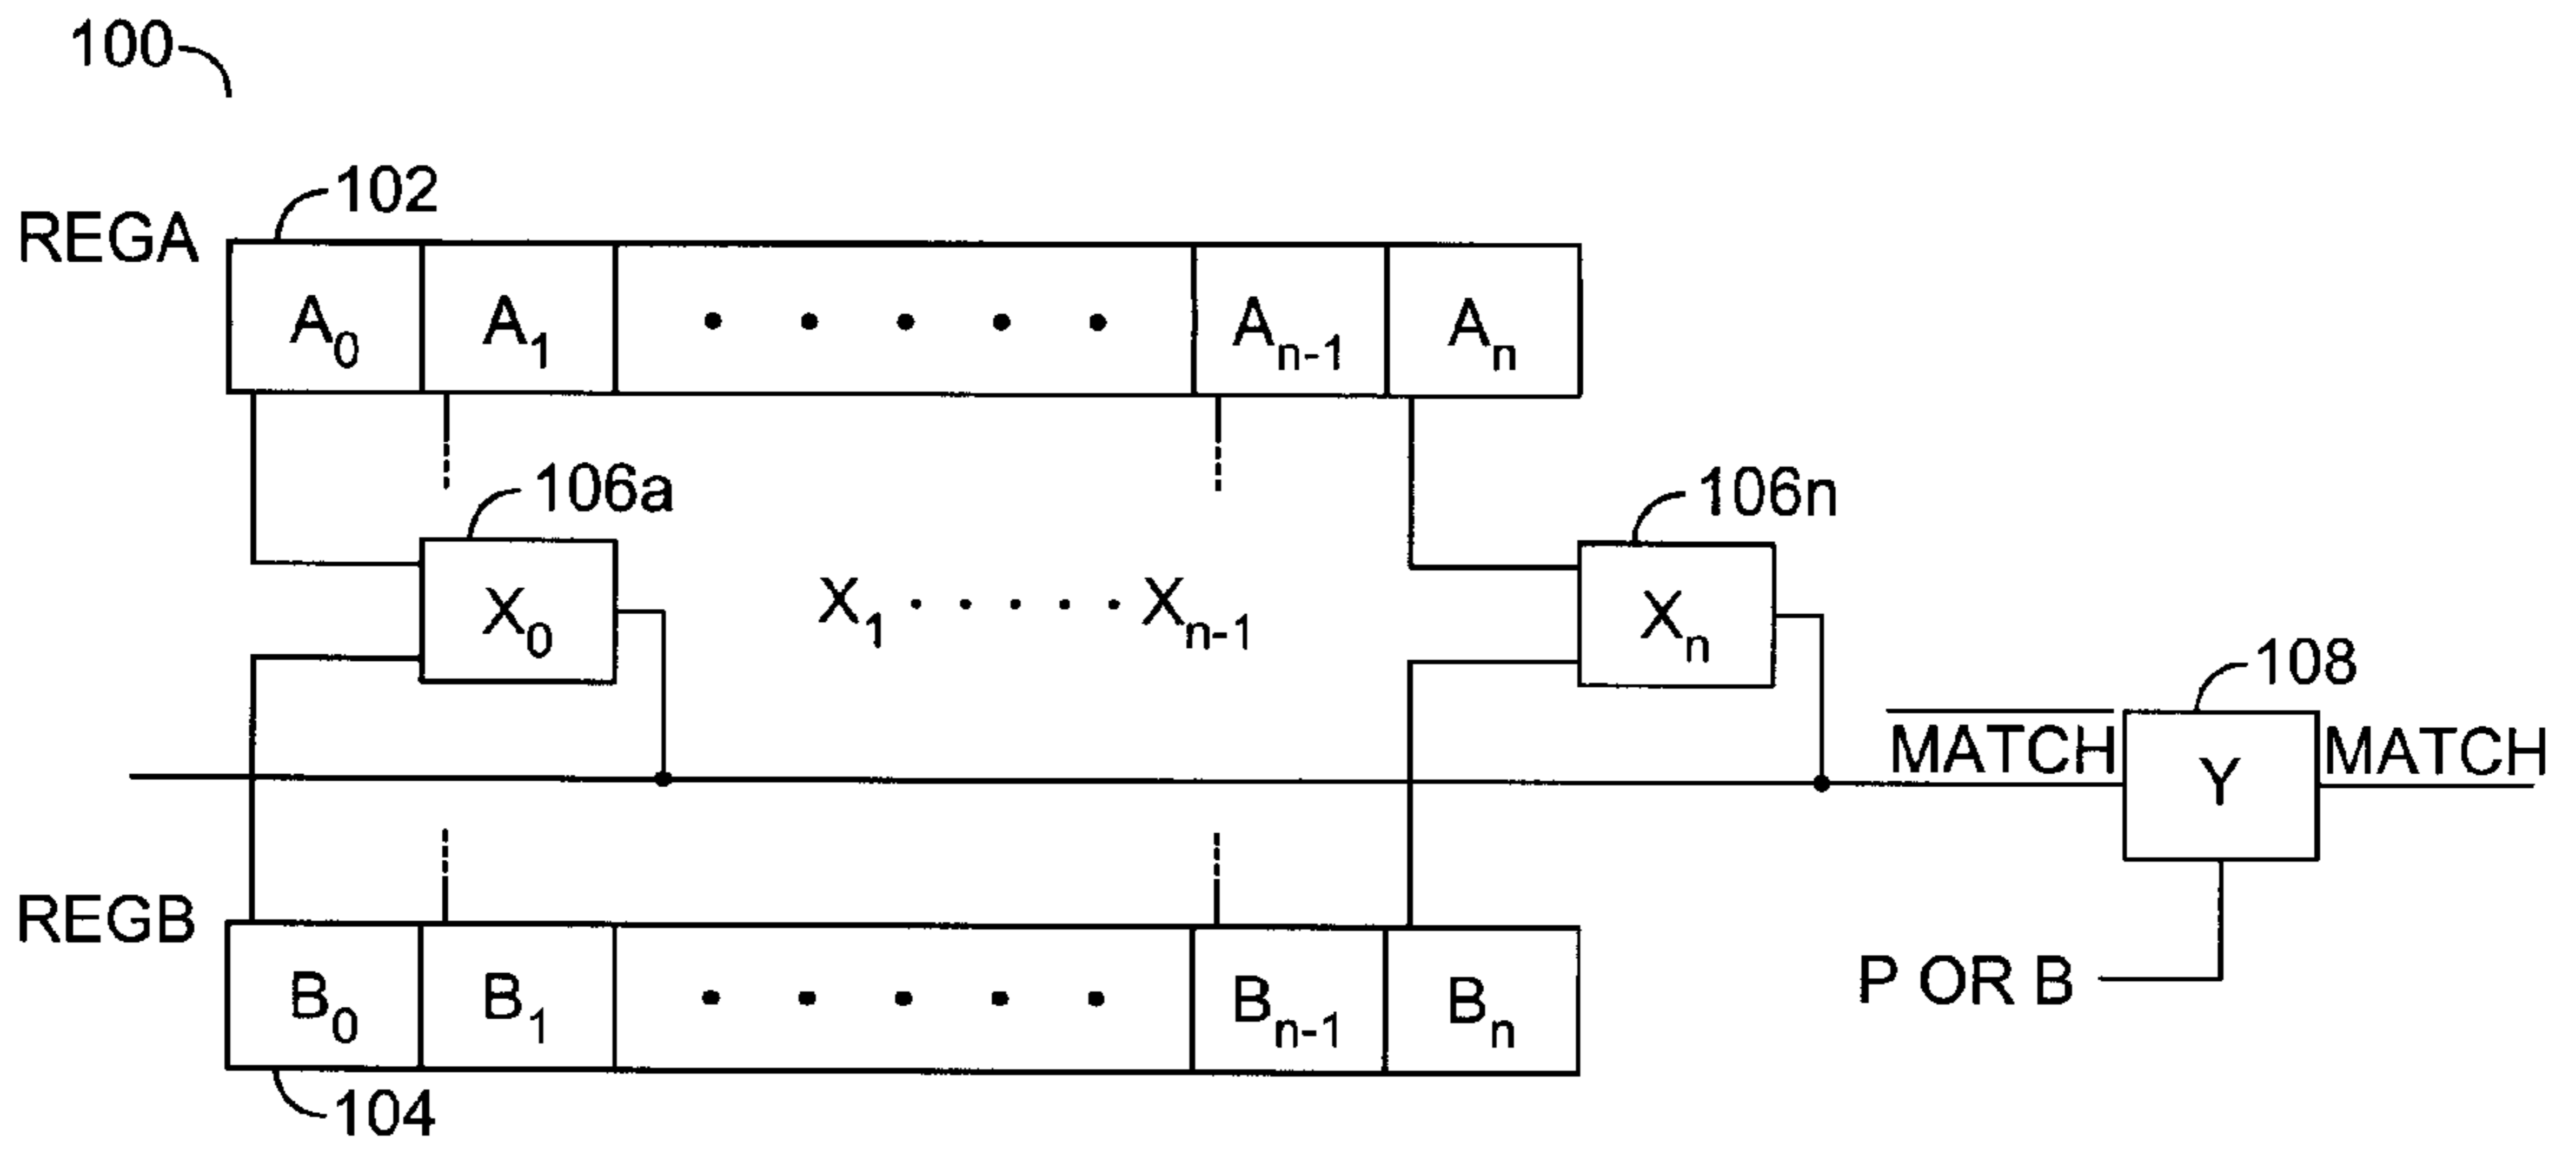 100
102
REGA
A₀ A₁ • • • • • Aₙ₋₁ Aₙ
106a
106n
X₀
X₁ • • • • • Xₙ₋₁
Xₙ
108
M̅A̅T̅C̅H̅
Y
MATCH
REGB
B₀ B₁ • • • • • Bₙ₋₁ Bₙ
P OR B
104